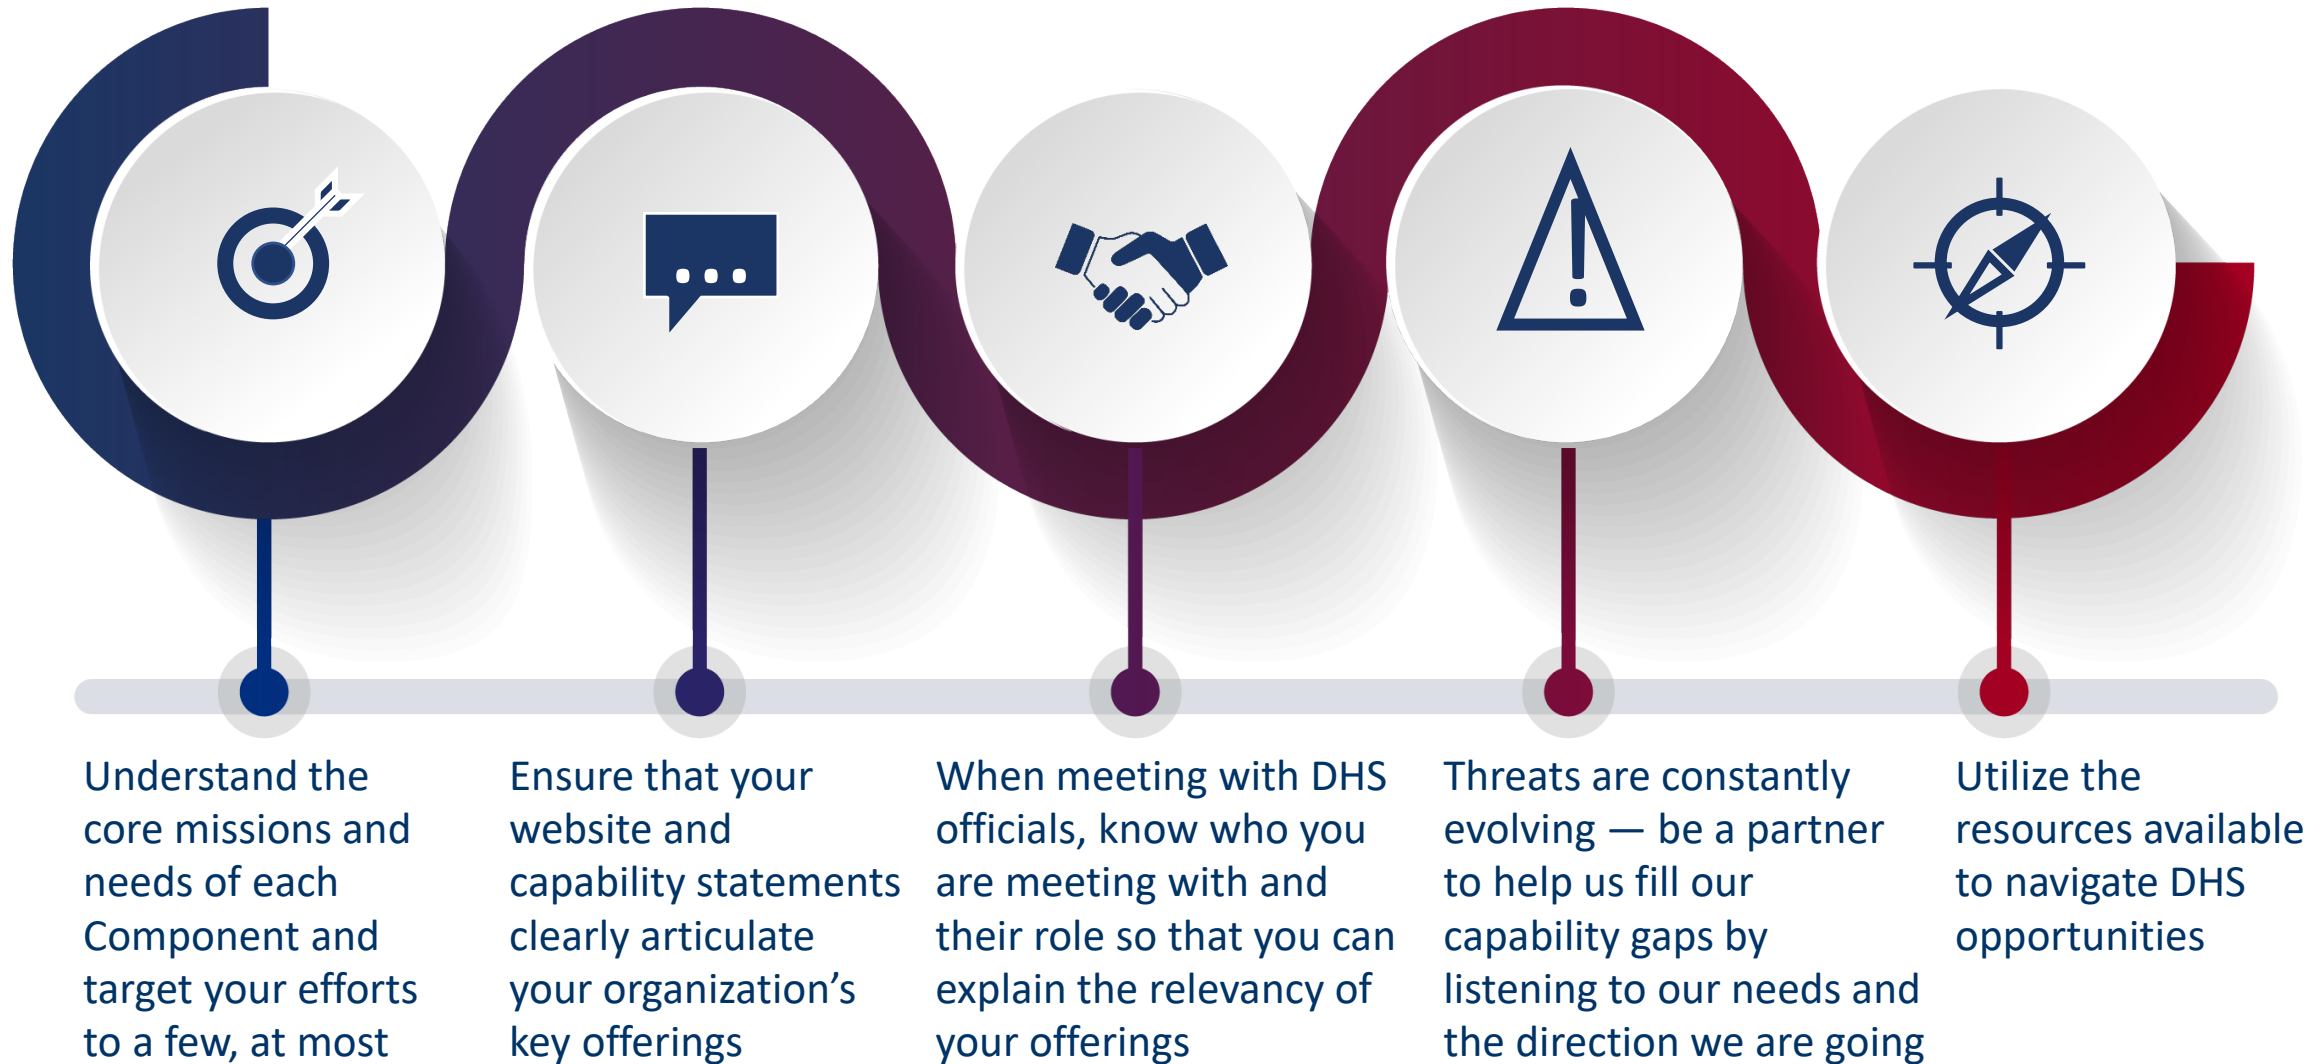 Understand the
core missions and
needs of each
Component and
target your efforts
to a few, at most
Ensure that your
website and
capability statements
clearly articulate
your organization’s
key offerings
When meeting with DHS
officials, know who you
are meeting with and
their role so that you can
explain the relevancy of
your offerings
Threats are constantly
evolving — be a partner
to help us fill our
capability gaps by
listening to our needs and
the direction we are going
Utilize the
resources available
to navigate DHS
opportunities